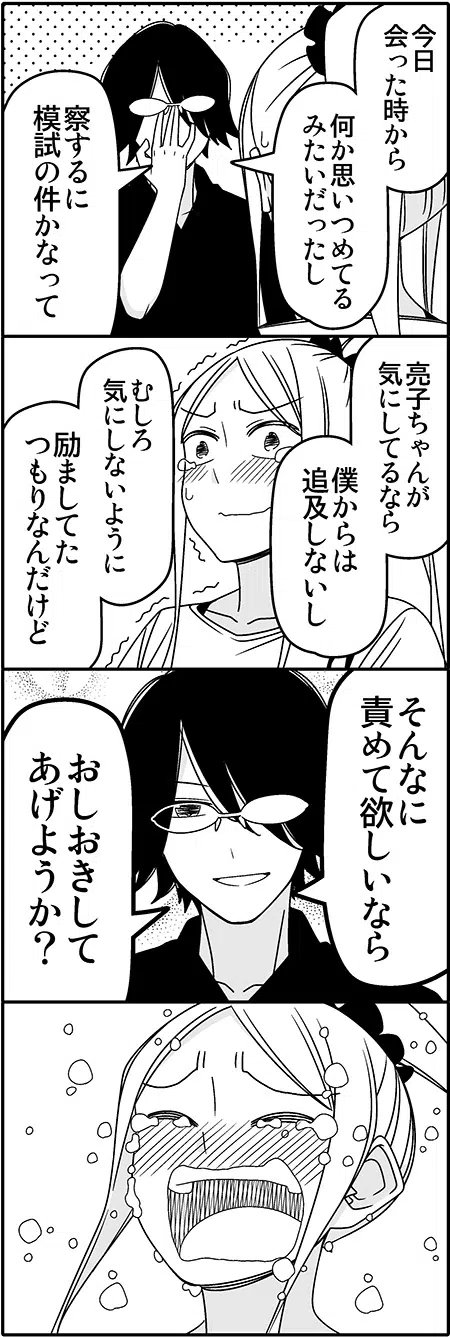 今日
会った時から
何か思いつめてる
みたいだったし
察するに
模試の件かなって
亮子ちゃんが
気にしてるなら
僕からは
追及しないし
むしろ
気にしないように
励ましてた
つもりなんだけど
そんなに
責めて欲しいなら
おしおきして
あげようか？